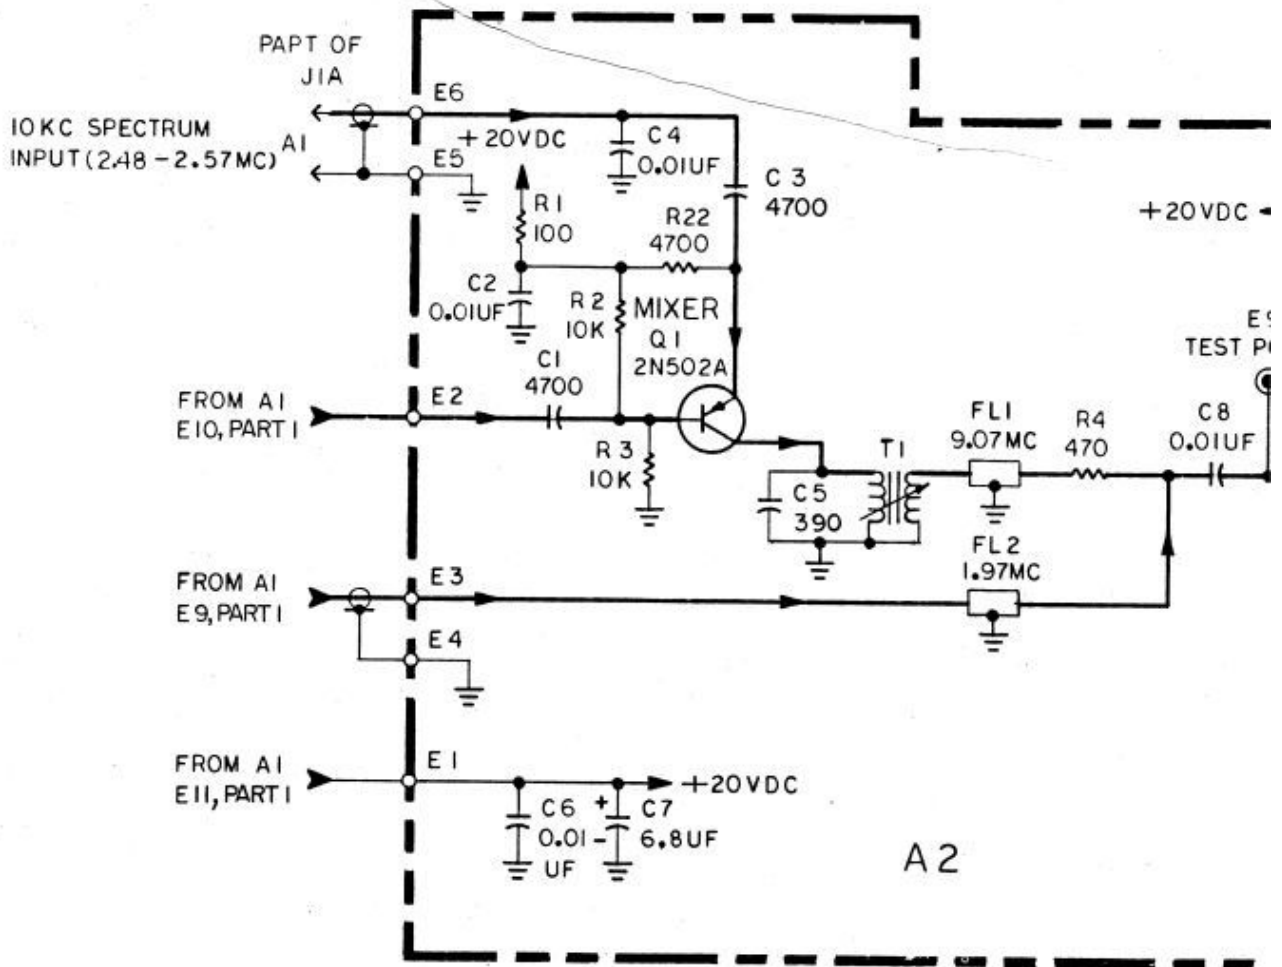 PAPT OF
J1A
10KC SPECTRUM
INPUT (2.48-2.57MC)
A1
E6
E5
+20VDC
C4
0.01UF
C3
4700
R1
100
R22
4700
+20VDC
C2
0.01UF
R2
10K
MIXER
Q1
2N502A
C1
4700
FROM A1
E10, PART 1
E2
R3
10K
C5
390
T1
FL1
9.07MC
R4
470
C8
0.01UF
TEST
FL2
1.97MC
FROM A1
E9, PART 1
E3
E4
FROM A1
E11, PART 1
E1
+20VDC
C6
0.01-
UF
+
C7
6.8UF
A2